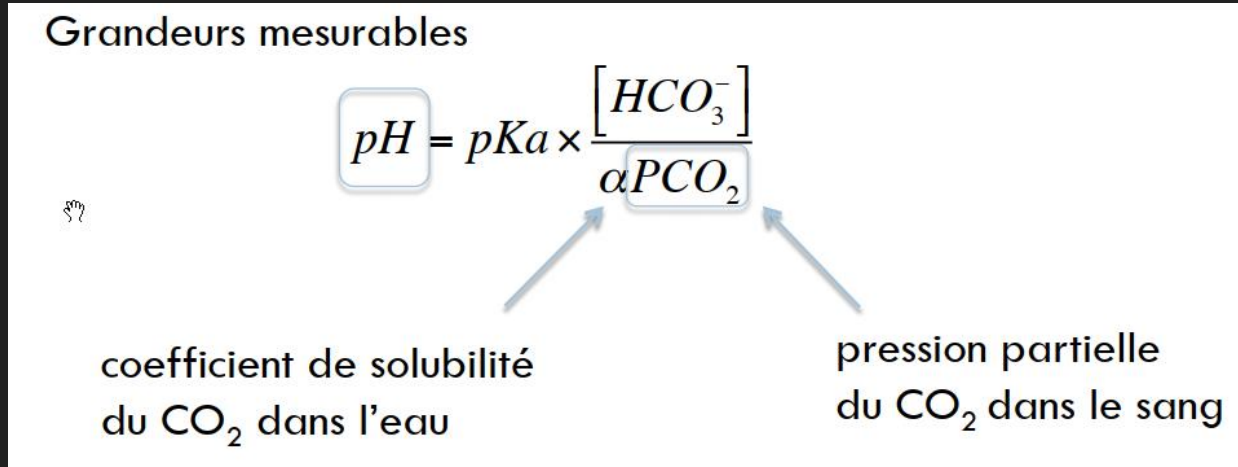 Grandeurs mesurables
pH = pKa × [HCO₃⁻] / αPCO₂
coefficient de solubilité
du CO₂ dans l'eau
pression partielle
du CO₂ dans le sang